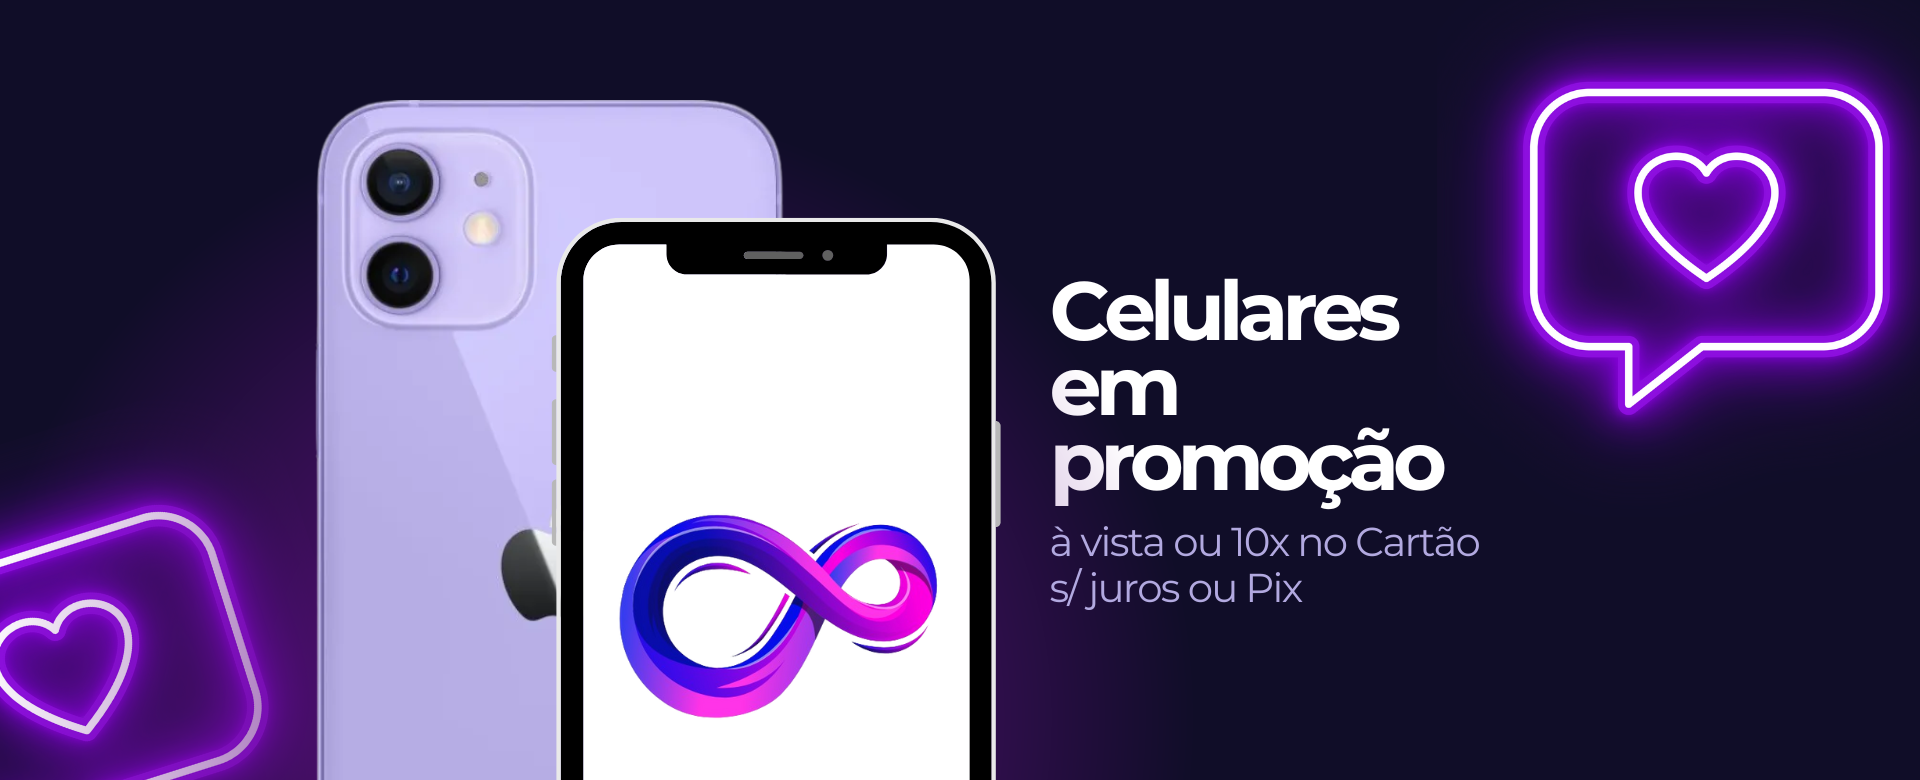 Celulares
em
promoção
à vista ou 10x no Cartão
s/ juros ou Pix